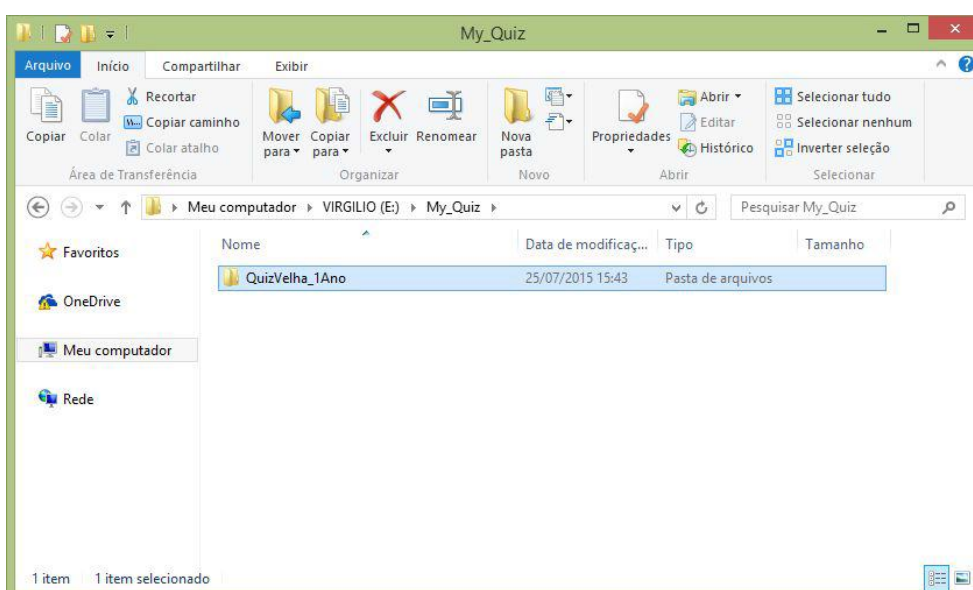 My_Quiz
Arquivo Início Compartilhar Exibir
Copiar
Colar
Recortar
Copiar caminho
Colar atalho
Área de Transferência
Mover para
Copiar para
Excluir
Renomear
Organizar
Nova pasta
Novo
Propriedades
Abrir
Editar
Histórico
Abrir
Selecionar tudo
Selecionar nenhum
Inverter seleção
Selecionar
Meu computador VIRGILIO (E:) My_Quiz
Pesquisar My_Quiz
Favoritos
OneDrive
Meu computador
Rede
Nome Data de modificaç... Tipo Tamanho
QuizVelha_1Ano 25/07/2015 15:43 Pasta de arquivos
1 item 1 item selecionado